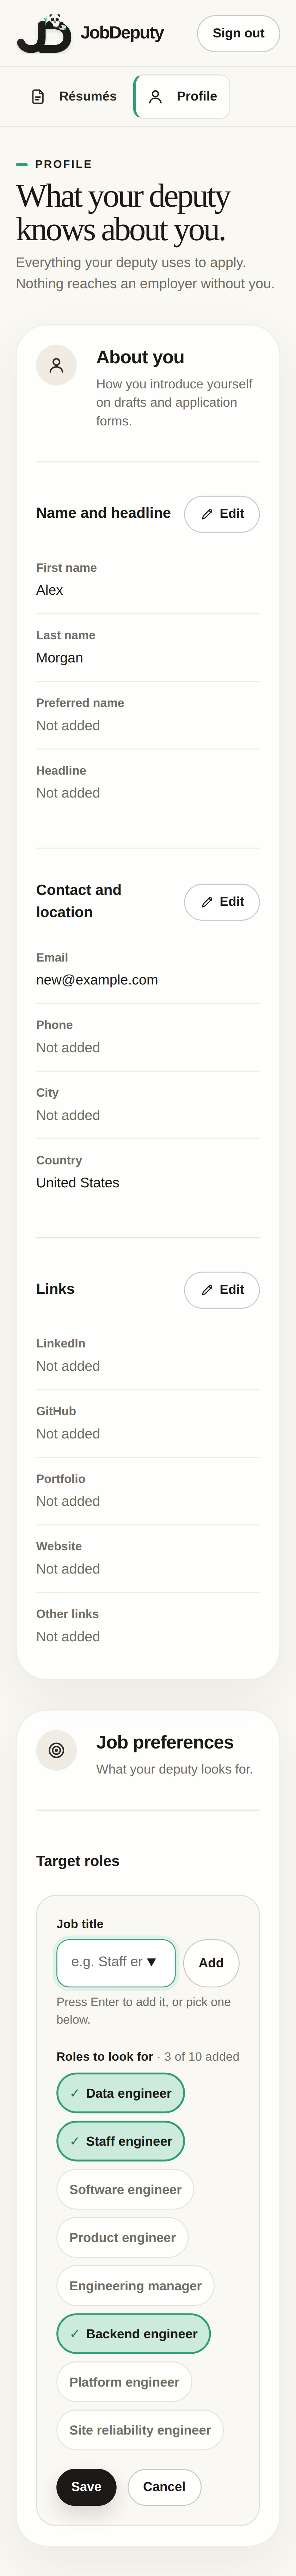 JobDeputy
Sign out
Résumés
Profile
PROFILE
What your deputy
knows about you.
Everything your deputy uses to apply.
Nothing reaches an employer without you.
About you
How you introduce yourself
on drafts and application
forms.
Name and headline
Edit
First name
Alex
Last name
Morgan
Preferred name
Not added
Headline
Not added
Contact and
location
Edit
Email
new@example.com
Phone
Not added
City
Not added
Country
United States
Links
Edit
LinkedIn
Not added
GitHub
Not added
Portfolio
Not added
Website
Not added
Other links
Not added
Job preferences
What your deputy looks for.
Target roles
Job title
e.g. Staff er
Add
Press Enter to add it, or pick one
below.
Roles to look for · 3 of 10 added
✓ Data engineer
✓ Staff engineer
Software engineer
Product engineer
Engineering manager
✓ Backend engineer
Platform engineer
Site reliability engineer
Save
Cancel